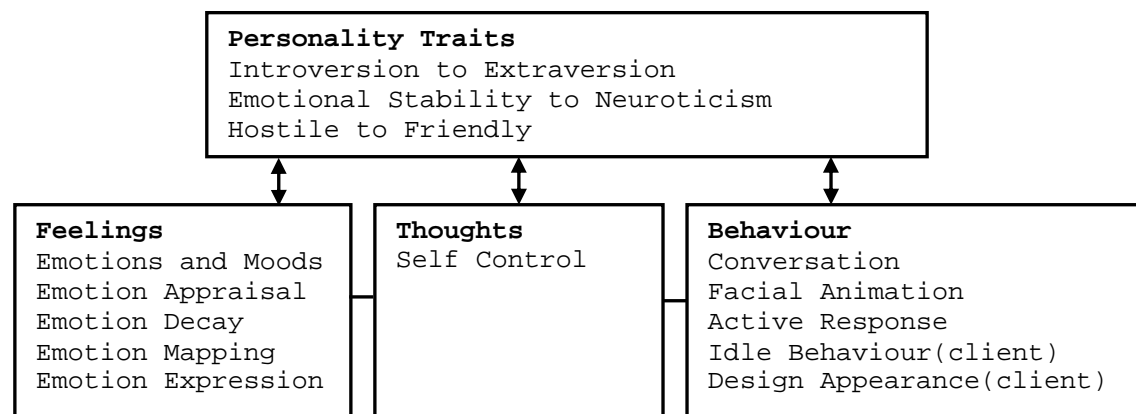 Personality Traits
Introversion to Extraversion
Emotional Stability to Neuroticism
Hostile to Friendly
Feelings
Emotions and Moods
Emotion Appraisal
Emotion Decay
Emotion Mapping
Emotion Expression
Thoughts
Self Control
Behaviour
Conversation
Facial Animation
Active Response
Idle Behaviour(client)
Design Appearance(client)